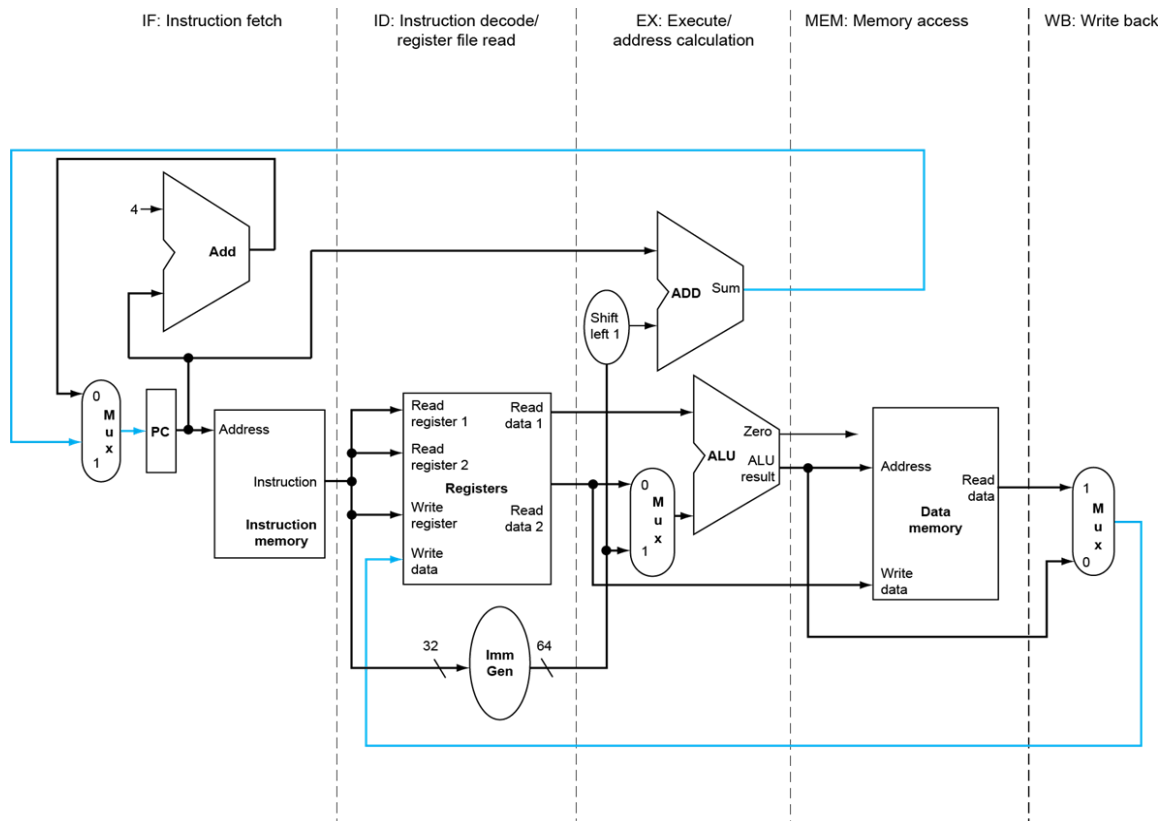 IF: Instruction fetch
ID: Instruction decode/
register file read
EX: Execute/
address calculation
MEM: Memory access
WB: Write back
4
Add
ADD
Sum
Shift
left 1
0
M
u
x
1
PC
Address
Instruction
Instruction
memory
Read
register 1
Read
register 2
Write
register
Write
data
Registers
Read
data 1
Read
data 2
0
M
u
x
1
Zero
ALU
ALU
result
Address
Read
data
Data
memory
Write
data
1
M
u
x
0
32
Imm
Gen
64